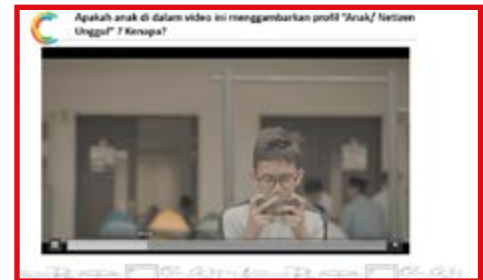 Apakah anak di dalam video ini menggambarkan profil "Anak/ Netizen
Unggul" ? Kenapa?